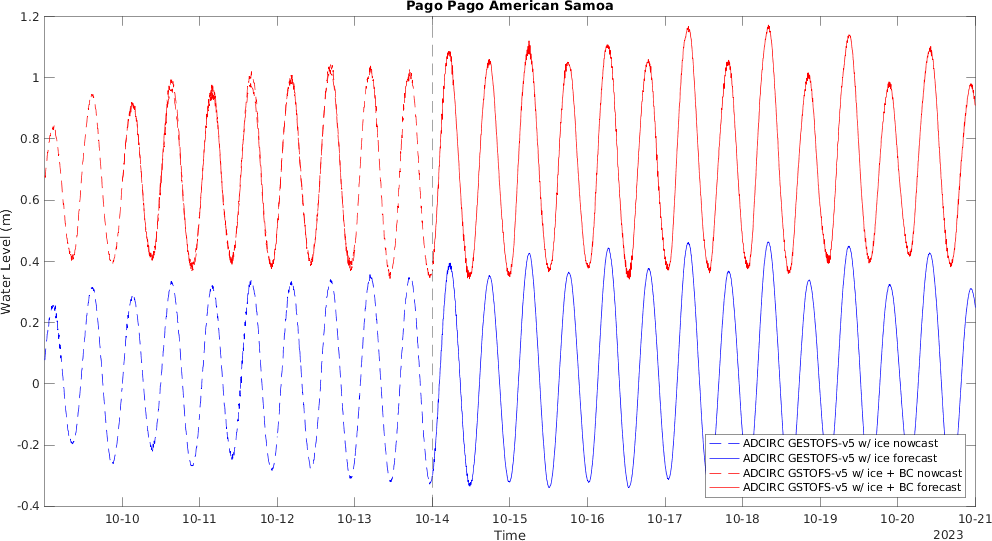 Pago Pago American Samoa
1.2
1
0.8
0.6
0.4
0.2
0
-0.2
-0.4
Water Level (m)
ADCIRC GESTOFS-v5 w/ ice nowcast
ADCIRC GESTOFS-v5 w/ ice forecast
ADCIRC GSTOFS-v5 w/ ice + BC nowcast
ADCIRC GSTOFS-v5 w/ ice + BC forecast
10-10 10-11 10-12 10-13 10-14 10-15 10-16 10-17 10-18 10-19 10-20 10-21
Time
2023